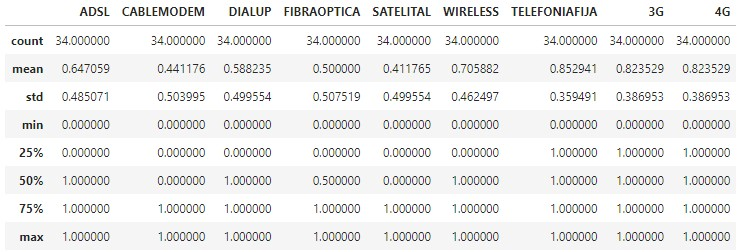 ADSL CABLEMODEM DIALUP FIBRAOPTICA SATELITAL WIRELESS TELEFONIAFIJA 3G 4G
count 34.000000 34.000000 34.000000 34.000000 34.000000 34.000000 34.000000 34.000000 34.000000
mean 0.647059 0.441176 0.588235 0.500000 0.411765 0.705882 0.852941 0.823529 0.823529
std 0.485071 0.503995 0.499554 0.507519 0.499554 0.462497 0.359491 0.386953 0.386953
min 0.000000 0.000000 0.000000 0.000000 0.000000 0.000000 0.000000 0.000000 0.000000
25% 0.000000 0.000000 0.000000 0.000000 0.000000 0.000000 1.000000 1.000000 1.000000
50% 1.000000 0.000000 1.000000 0.500000 0.000000 1.000000 1.000000 1.000000 1.000000
75% 1.000000 1.000000 1.000000 1.000000 1.000000 1.000000 1.000000 1.000000 1.000000
max 1.000000 1.000000 1.000000 1.000000 1.000000 1.000000 1.000000 1.000000 1.000000